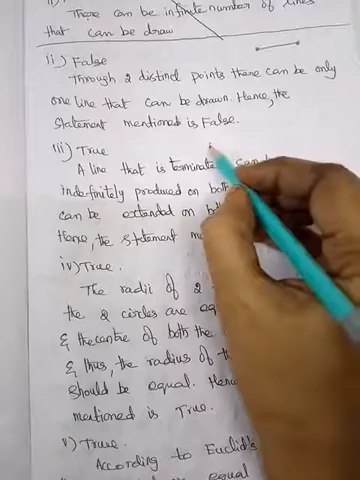 There can be infinite number of lines
that can be draw
ii) False
Through 2 distinct points there can be only
one line that can be drawn. Hence, the
statement mentioned is False.
iii) True
A line that is terminated can be
indefinitely produced on both
can be extended on
Hence, the statement
iv) True.
The radii of 2
the 2 circles are
& the centre of both the
& thus, the radius of
should be equal.
mentioned is True.
v) True.
According to Euclid's
equal